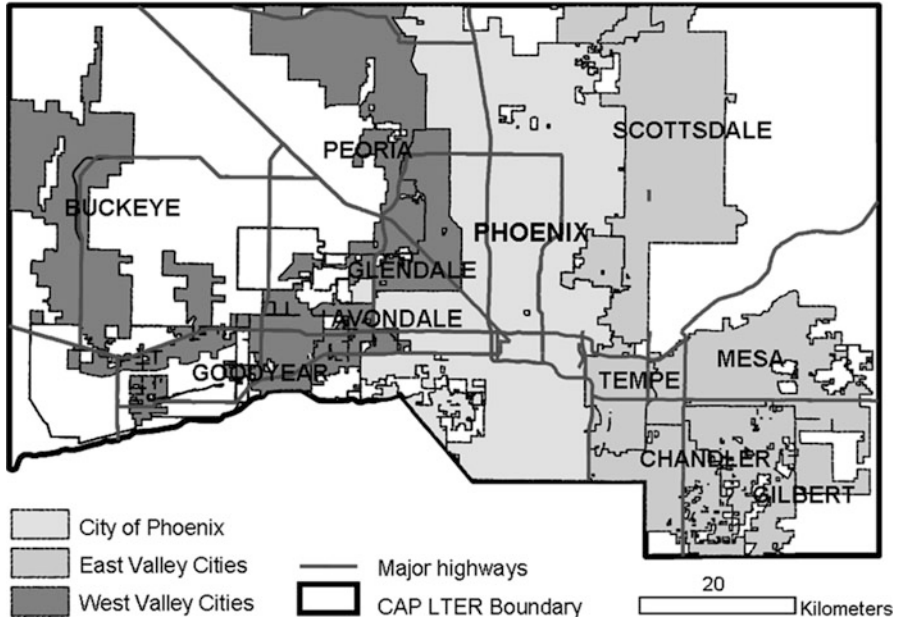 SCOTTSDALE
PEORIA
BUCKEYE
PHOENIX
GLENDALE
AVONDALE
MESA
GOODYEAR
TEMPE
CHANDLER
GILBERT
City of Phoenix
East Valley Cities
West Valley Cities
Major highways
CAP LTER Boundary
20
Kilometers